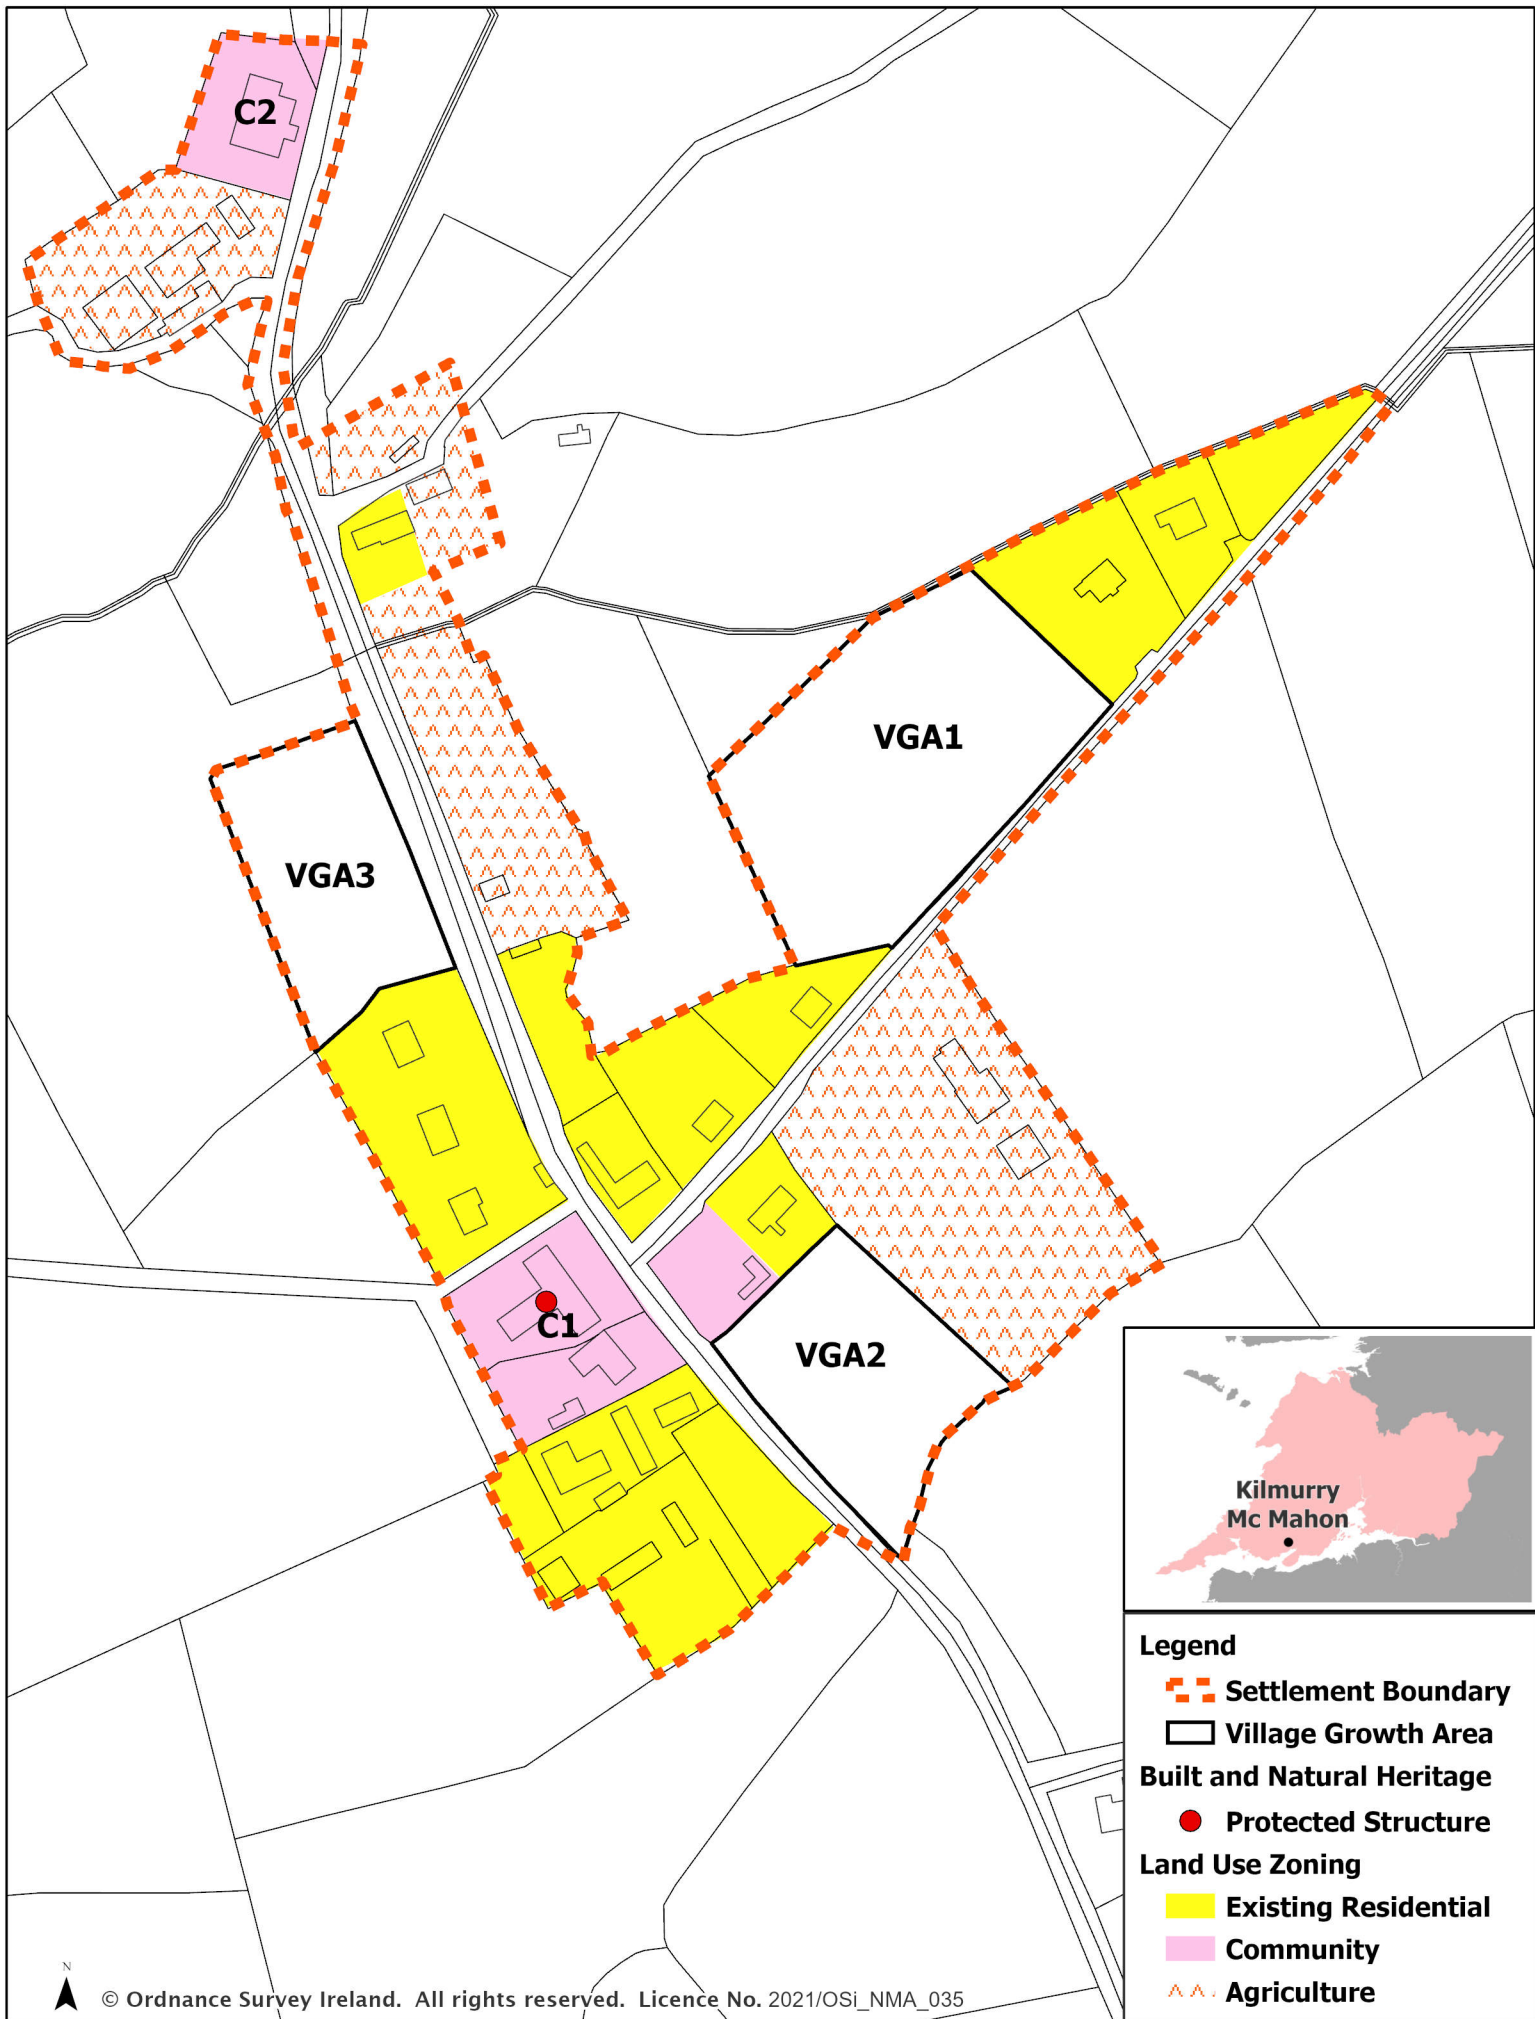 C2
VGA1
VGA3
C1
VGA2
Kilmurry
Mc Mahon
Legend
Settlement Boundary
Village Growth Area
Built and Natural Heritage
Protected Structure
Land Use Zoning
Existing Residential
Community
Agriculture
N
© Ordnance Survey Ireland. All rights reserved. Licence No. 2021/OSi_NMA_035